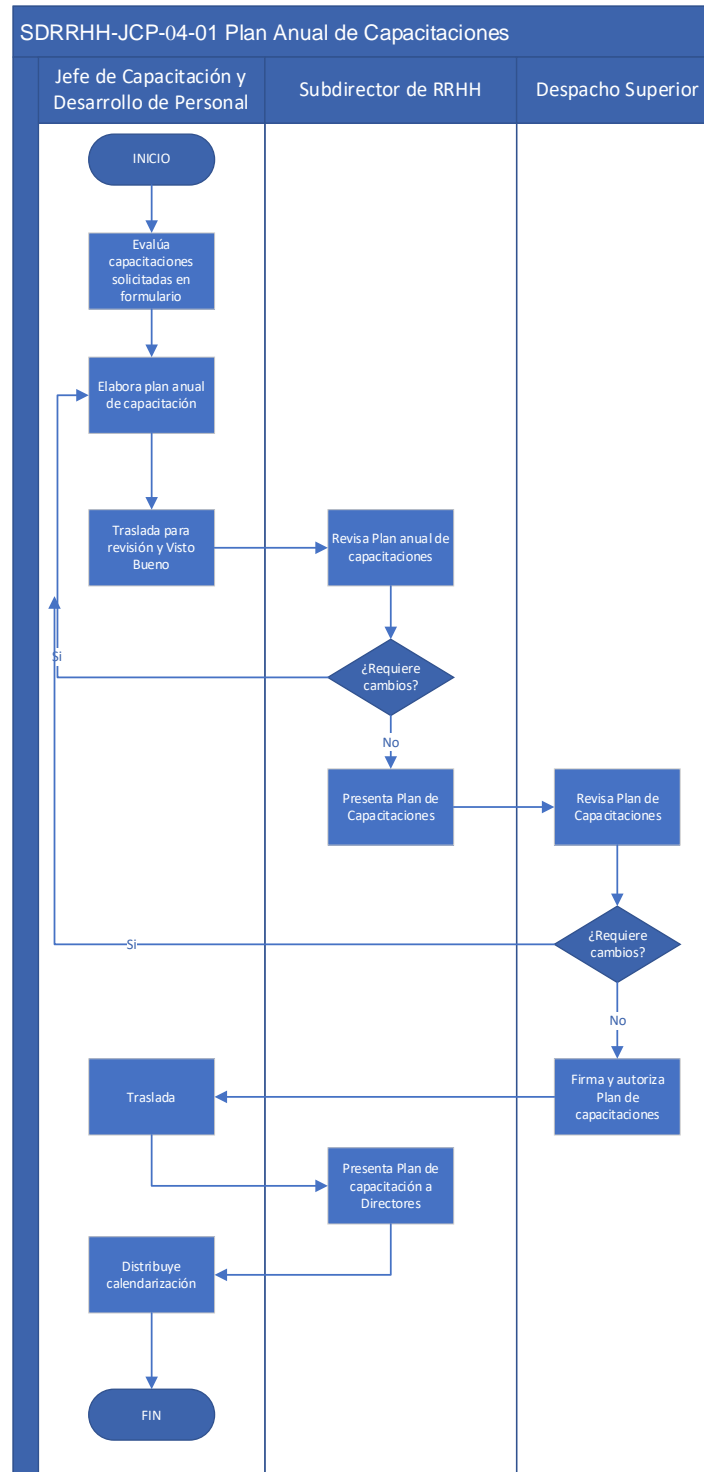 SDRRHH-JCP-04-01 Plan Anual de Capacitaciones
Jefe de Capacitación y
Desarrollo de Personal
Subdirector de RRHH
Despacho Superior
INICIO
Evalúa
capacitaciones
solicitadas en
formulario
Elabora plan anual
de capacitación
Traslada para
revisión y Visto
Bueno
Revisa Plan anual de
capacitaciones
Si
¿Requiere
cambios?
No
Presenta Plan de
Capacitaciones
Revisa Plan de
Capacitaciones
Si
¿Requiere
cambios?
No
Traslada
Firma y autoriza
Plan de
capacitaciones
Presenta Plan de
capacitación a
Directores
Distribuye
calendarización
FIN